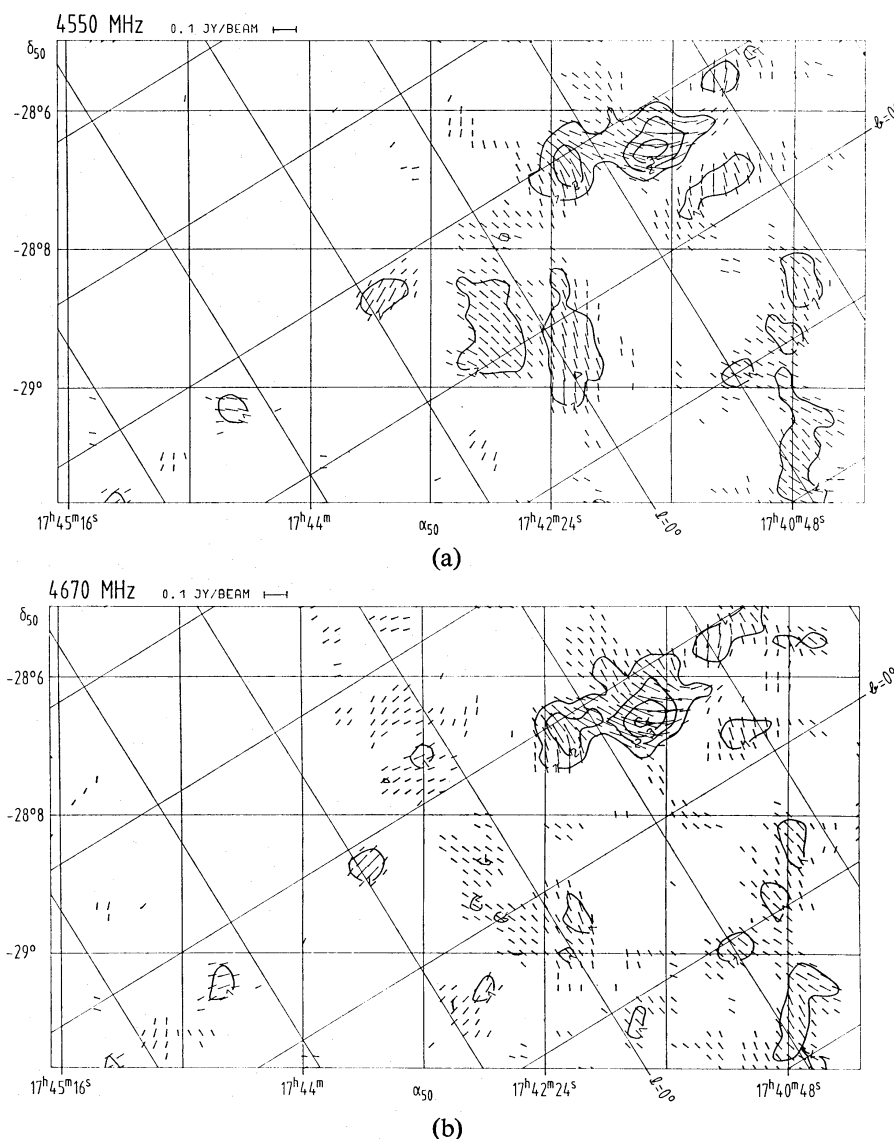 4550 MHz 0.1 JY/BEAM
δ50
-28°6
b=0°
-28°8
-29°
17ʰ45ᵐ16ˢ 17ʰ44ᵐ α50 17ʰ42ᵐ24ˢ ℓ=0° 17ʰ40ᵐ48ˢ
(a)
4670 MHz 0.1 JY/BEAM
δ50
-28°6
b=0°
-28°8
-29°
17ʰ45ᵐ16ˢ 17ʰ44ᵐ α50 17ʰ42ᵐ24ˢ ℓ=0° 17ʰ40ᵐ48ˢ
(b)